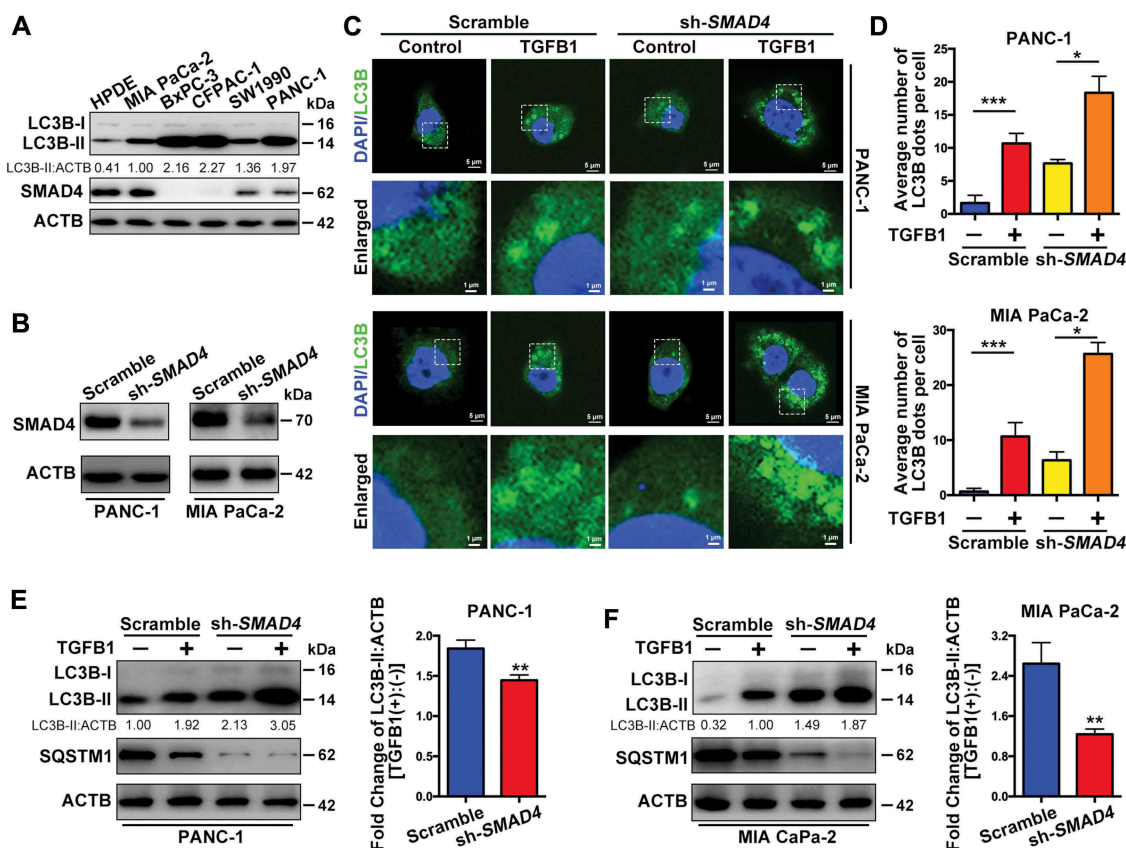 A
HPDE
MIA PaCa-2
BxPC-3
CFPAC-1
SW1990
PANC-1
kDa
LC3B-I
16
LC3B-II
14
LC3B-II:ACTB 0.41 1.00 2.16 2.27 1.36 1.97
SMAD4
62
ACTB
42
B
Scramble
sh-SMAD4
Scramble
sh-SMAD4
kDa
SMAD4
70
ACTB
42
PANC-1
MIA PaCa-2
C
Scramble
sh-SMAD4
Control
TGFB1
Control
TGFB1
DAPI/LC3B
5 µm
5 µm
5 µm
5 µm
Enlarged
1 µm
1 µm
1 µm
1 µm
PANC-1
DAPI/LC3B
5 µm
5 µm
5 µm
5 µm
Enlarged
1 µm
1 µm
1 µm
1 µm
MIA PaCa-2
D
PANC-1
Average number of
LC3B dots per cell
25
20
15
10
5
0
***
*
TGFB1 − + − +
Scramble sh-SMAD4
MIA PaCa-2
Average number of
LC3B dots per cell
30
20
10
0
***
*
TGFB1 − + − +
Scramble sh-SMAD4
E
Scramble sh-SMAD4
TGFB1 − + − + kDa
LC3B-I
16
LC3B-II
14
LC3B-II:ACTB 1.00 1.92 2.13 3.05
SQSTM1
62
ACTB
42
PANC-1
PANC-1
Fold Change of LC3B-II:ACTB
[TGFB1(+):(-)]
2.0
1.5
1.0
0.5
0.0
**
Scramble
sh-SMAD4
F
Scramble sh-SMAD4
TGFB1 − + − + kDa
LC3B-I
16
LC3B-II
14
LC3B-II:ACTB 0.32 1.00 1.49 1.87
SQSTM1
62
ACTB
42
MIA CaPa-2
MIA PaCa-2
Fold Change of LC3B-II:ACTB
[TGFB1(+):(-)]
3.6
2.4
1.2
0.0
**
Scramble
sh-SMAD4